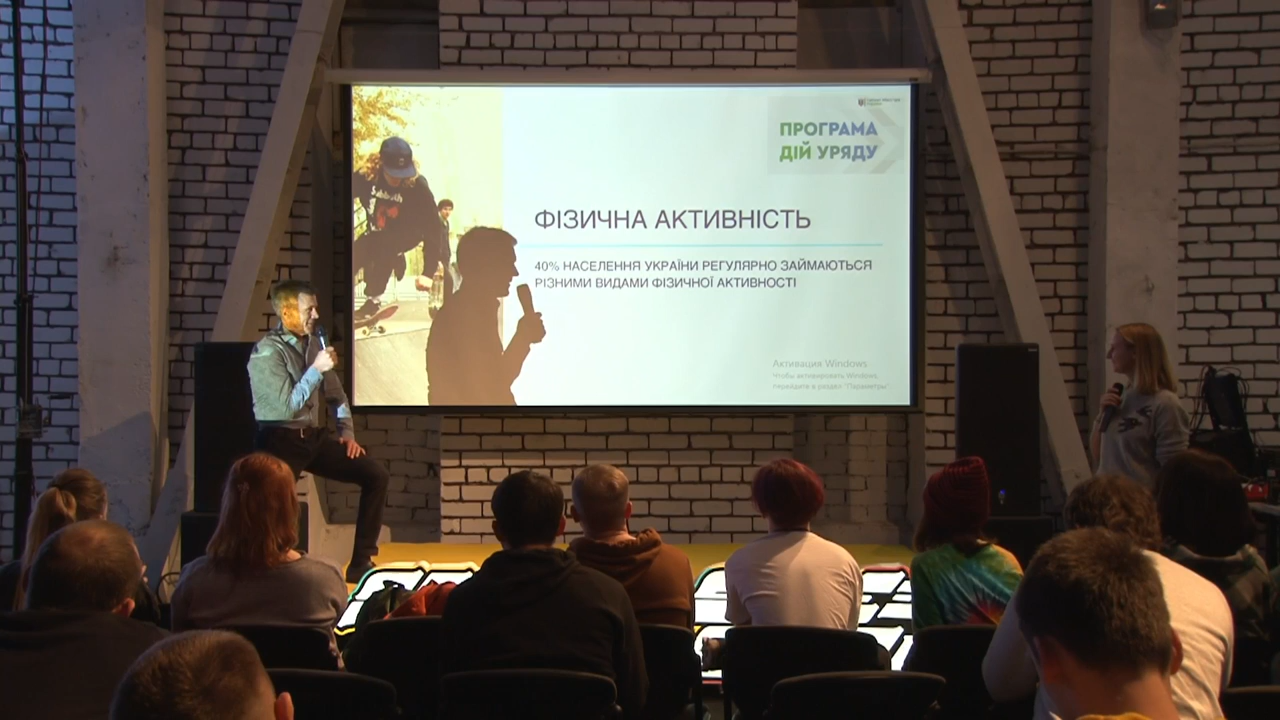 ПРОГРАМА
ДІЙ УРЯДУ
ФІЗИЧНА АКТИВНІСТЬ
40% НАСЕЛЕННЯ УКРАЇНИ РЕГУЛЯРНО ЗАЙМАЮТЬСЯ
РІЗНИМИ ВИДАМИ ФІЗИЧНОЇ АКТИВНОСТІ
Активация Windows
Чтобы активировать Windows,
перейдите в раздел "Параметры"